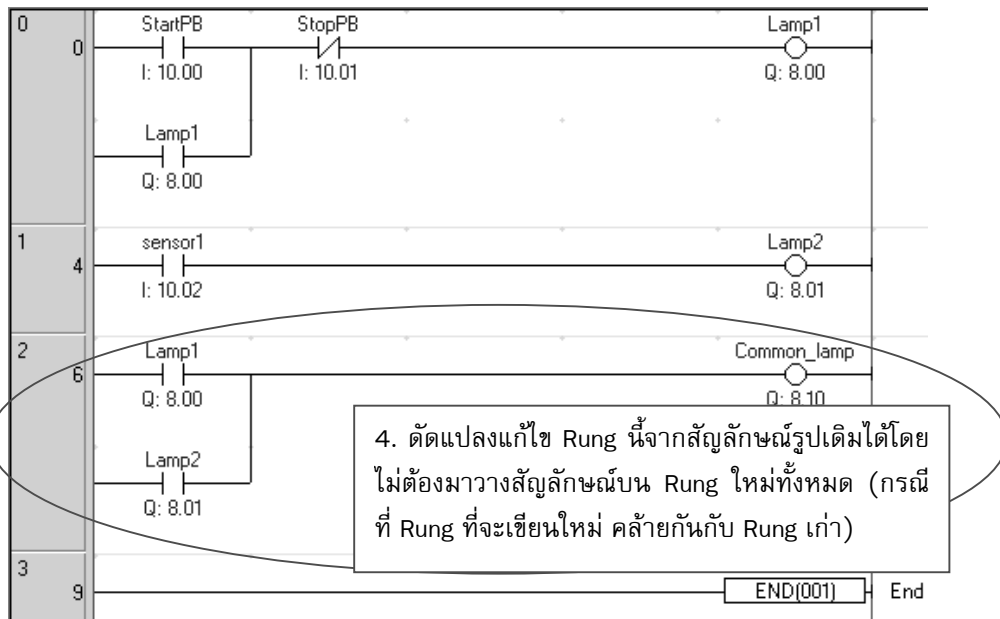 0
0
StartPB
StopPB
Lamp1
I: 10.00
I: 10.01
Q: 8.00
Lamp1
Q: 8.00
1
4
sensor1
Lamp2
I: 10.02
Q: 8.01
2
6
Lamp1
Common_lamp
Q: 8.00
Q: 8.10
4. ดัดแปลงแก้ไข Rung นี้จากสัญลักษณ์รูปเดิมได้โดย
ไม่ต้องมาวางสัญลักษณ์บน Rung ใหม่ทั้งหมด (กรณี
ที่ Rung ที่จะเขียนใหม่ คล้ายกันกับ Rung เก่า)
Lamp2
Q: 8.01
3
9
END(001)
End